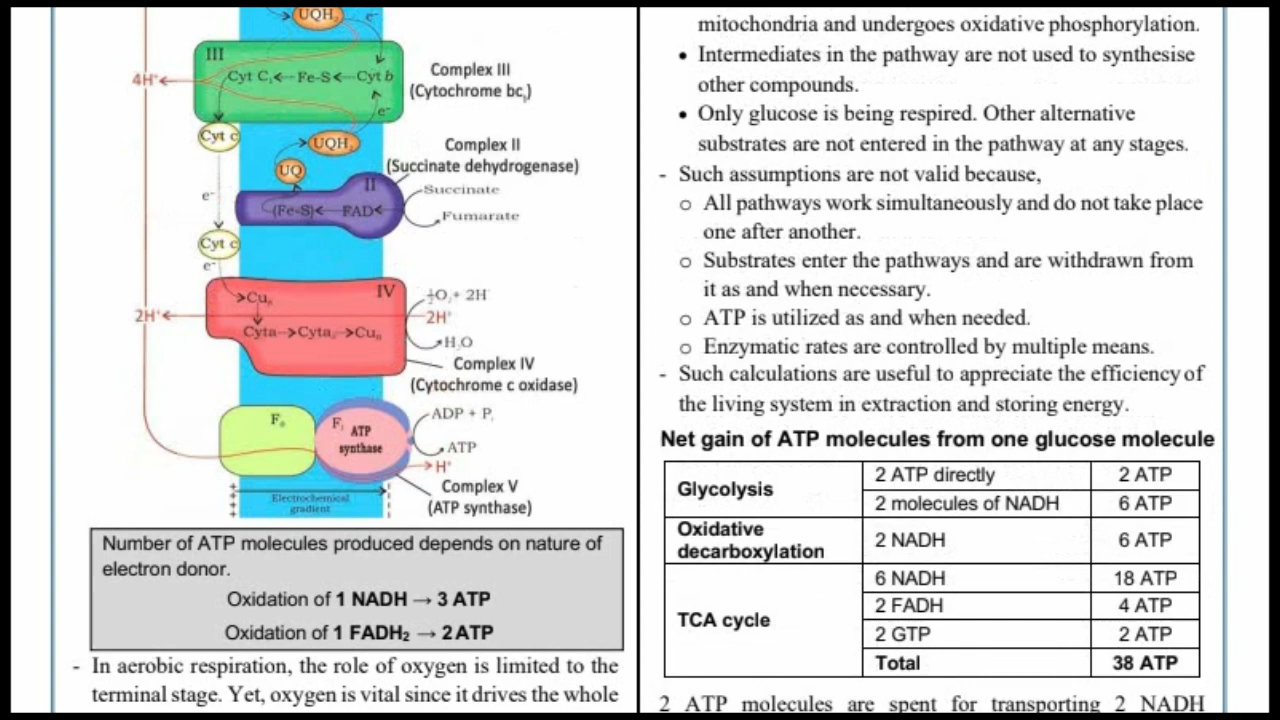 UQH₂
e⁻
III
Cyt C₁ Fe-S Cyt b
4H⁺
e⁻
Complex III
(Cytochrome bc₁)
Cyt c
UQH₂
UQ
Complex II
(Succinate dehydrogenase)
II
Succinate
(Fe-S) FAD
Fumarate
e⁻
Cyt c
e⁻
IV
Cu
½O₂+ 2H
2H⁺
2H⁺
Cyta Cyta₃ Cu
H₂O
Complex IV
(Cytochrome c oxidase)
F₀
F₁
ATP
synthase
ADP + Pᵢ
ATP
H⁺
Complex V
(ATP synthase)
Electrochemical
gradient
Number of ATP molecules produced depends on nature of
electron donor.
Oxidation of 1 NADH → 3 ATP
Oxidation of 1 FADH₂ → 2 ATP
- In aerobic respiration, the role of oxygen is limited to the
terminal stage. Yet, oxygen is vital since it drives the whole
mitochondria and undergoes oxidative phosphorylation.
• Intermediates in the pathway are not used to synthesise
other compounds.
• Only glucose is being respired. Other alternative
substrates are not entered in the pathway at any stages.
- Such assumptions are not valid because,
o All pathways work simultaneously and do not take place
one after another.
o Substrates enter the pathways and are withdrawn from
it as and when necessary.
o ATP is utilized as and when needed.
o Enzymatic rates are controlled by multiple means.
- Such calculations are useful to appreciate the efficiency of
the living system in extraction and storing energy.
Net gain of ATP molecules from one glucose molecule
Glycolysis
2 ATP directly 2 ATP
2 molecules of NADH 6 ATP
Oxidative
decarboxylation
2 NADH 6 ATP
TCA cycle
6 NADH 18 ATP
2 FADH 4 ATP
2 GTP 2 ATP
Total 38 ATP
2 ATP molecules are spent for transporting 2 NADH